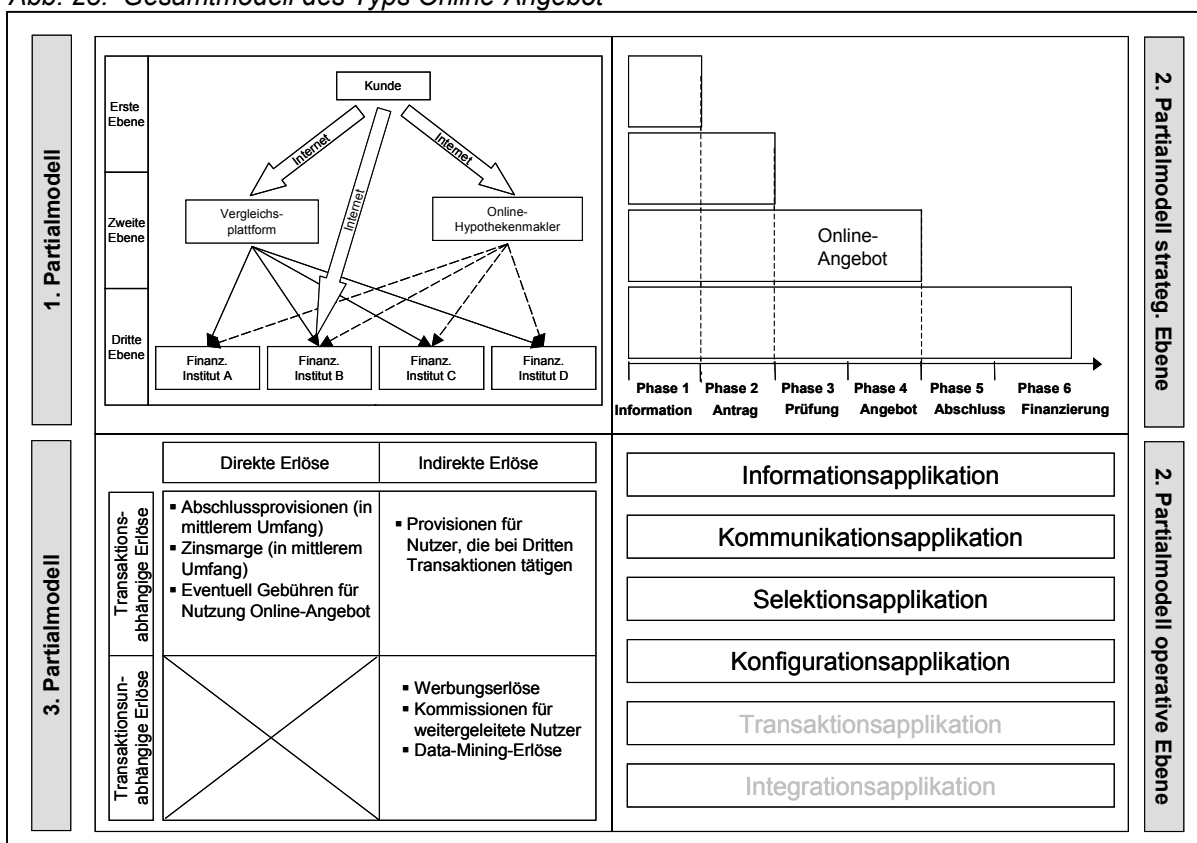 Abb. 28: Gesamtmodell des Typs Online-Angebot
1. Partialmodell
Erste
Ebene
Zweite
Ebene
Dritte
Ebene
Kunde
Internet
Internet
Internet
Vergleichs-
plattform
Online-
Hypothekenmakler
Finanz.
Institut A
Finanz.
Institut B
Finanz.
Institut C
Finanz.
Institut D
2. Partialmodell strateg. Ebene
Online-
Angebot
Phase 1
Phase 2
Phase 3
Phase 4
Phase 5
Phase 6
Information
Antrag
Prüfung
Angebot
Abschluss
Finanzierung
3. Partialmodell
Direkte Erlöse
Indirekte Erlöse
Transaktions-
abhängige Erlöse
▪ Abschlussprovisionen (in
mittlerem Umfang)
▪ Zinsmarge (in mittlerem
Umfang)
▪ Eventuell Gebühren für
Nutzung Online-Angebot
▪ Provisionen für
Nutzer, die bei Dritten
Transaktionen tätigen
Transaktionsun-
abhängige Erlöse
▪ Werbungserlöse
▪ Kommissionen für
weitergeleitete Nutzer
▪ Data-Mining-Erlöse
2. Partialmodell operative Ebene
Informationsapplikation
Kommunikationsapplikation
Selektionsapplikation
Konfigurationsapplikation
Transaktionsapplikation
Integrationsapplikation